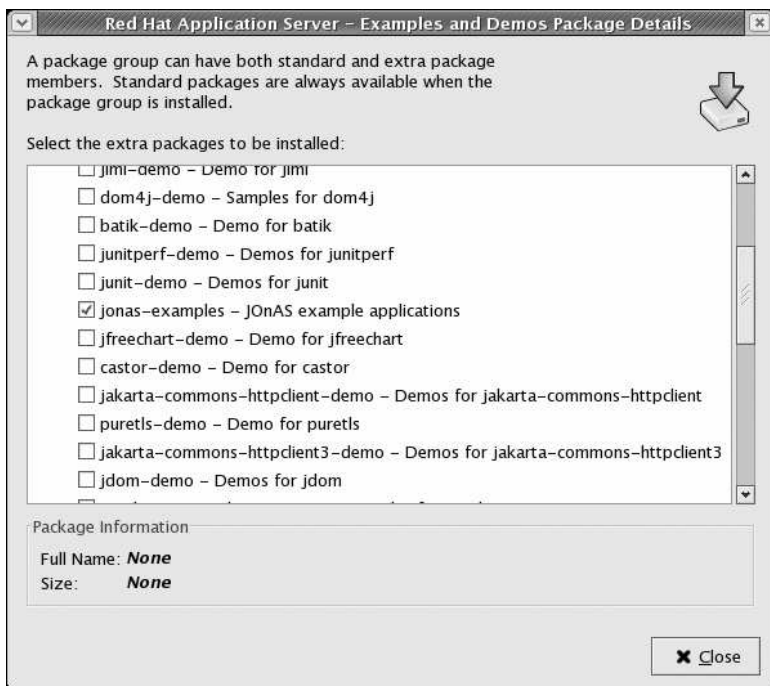 Red Hat Application Server – Examples and Demos Package Details
A package group can have both standard and extra package
members. Standard packages are always available when the
package group is installed.
Select the extra packages to be installed:
jimi-demo – Demo for jimi
dom4j-demo – Samples for dom4j
batik-demo – Demo for batik
junitperf-demo – Demos for junitperf
junit-demo – Demos for junit
jonas-examples – JOnAS example applications
jfreechart-demo – Demo for jfreechart
castor-demo – Demo for castor
jakarta-commons-httpclient-demo – Demos for jakarta-commons-httpclient
puretls-demo – Demo for puretls
jakarta-commons-httpclient3-demo – Demos for jakarta-commons-httpclient3
jdom-demo – Demos for jdom
Package Information
Full Name: None
Size: None
Close